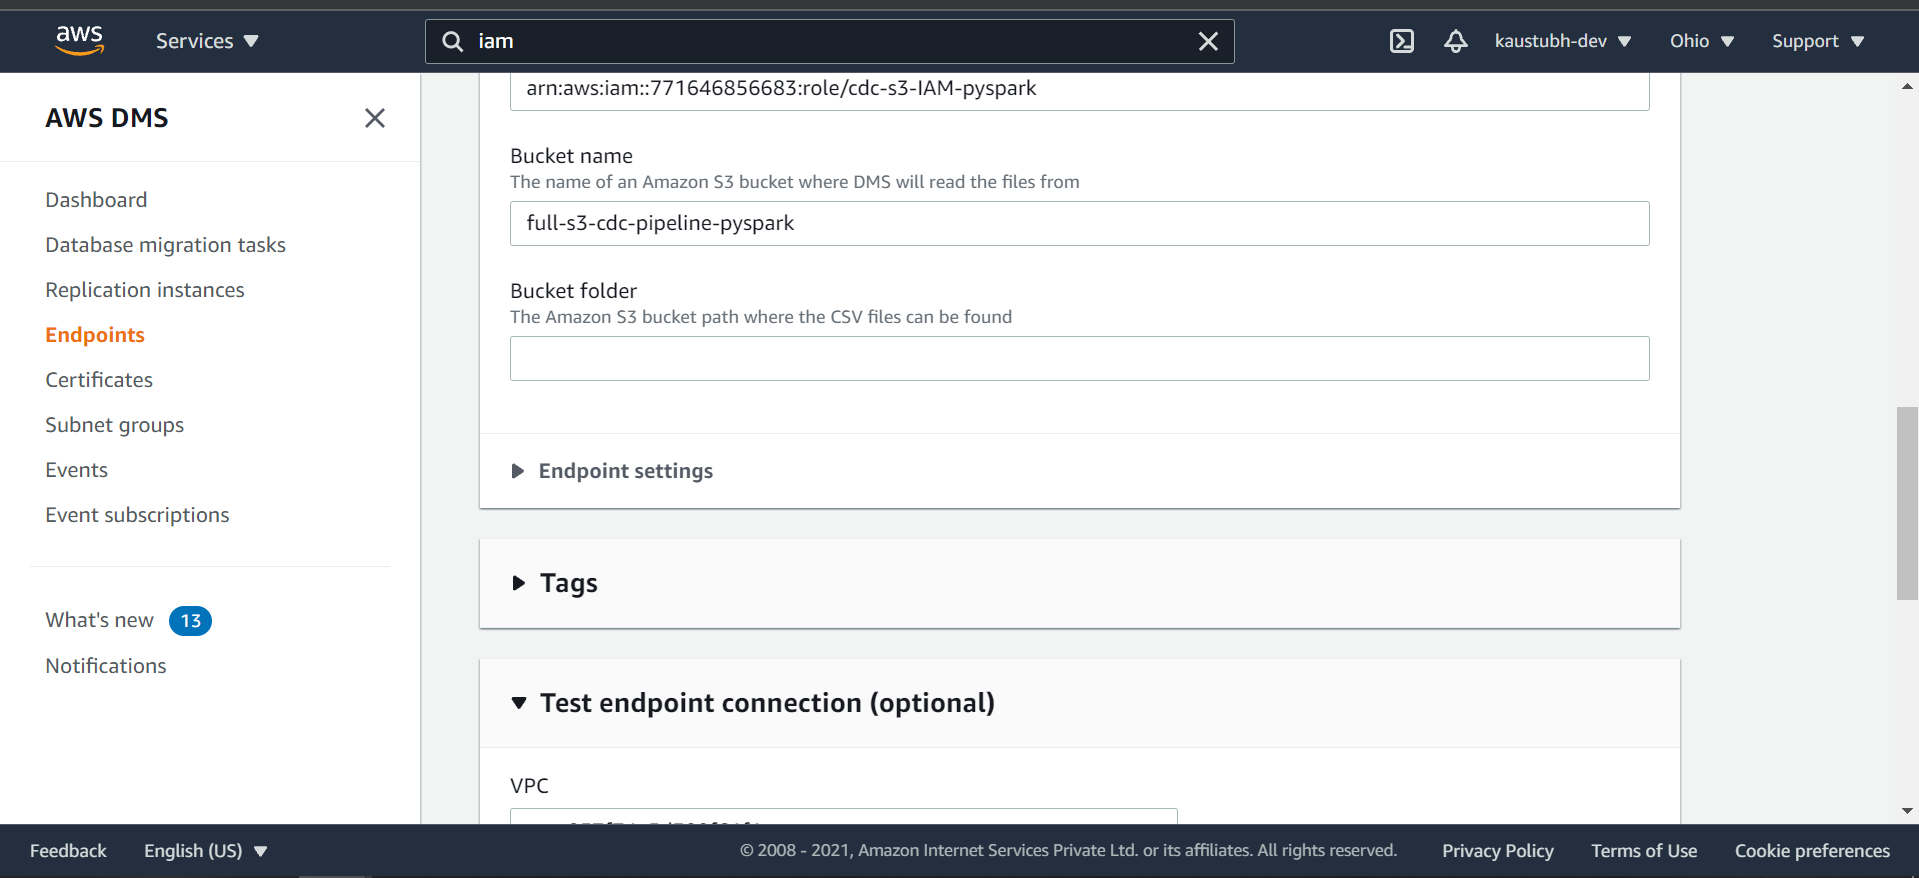 aws
Services
iam
kaustubh-dev
Ohio
Support
AWS DMS
Dashboard
Database migration tasks
Replication instances
Endpoints
Certificates
Subnet groups
Events
Event subscriptions
What's new 13
Notifications
arn:aws:iam::771646856683:role/cdc-s3-IAM-pyspark
Bucket name
The name of an Amazon S3 bucket where DMS will read the files from
full-s3-cdc-pipeline-pyspark
Bucket folder
The Amazon S3 bucket path where the CSV files can be found
Endpoint settings
Tags
Test endpoint connection (optional)
VPC
Feedback
English (US)
© 2008 - 2021, Amazon Internet Services Private Ltd. or its affiliates. All rights reserved.
Privacy Policy
Terms of Use
Cookie preferences